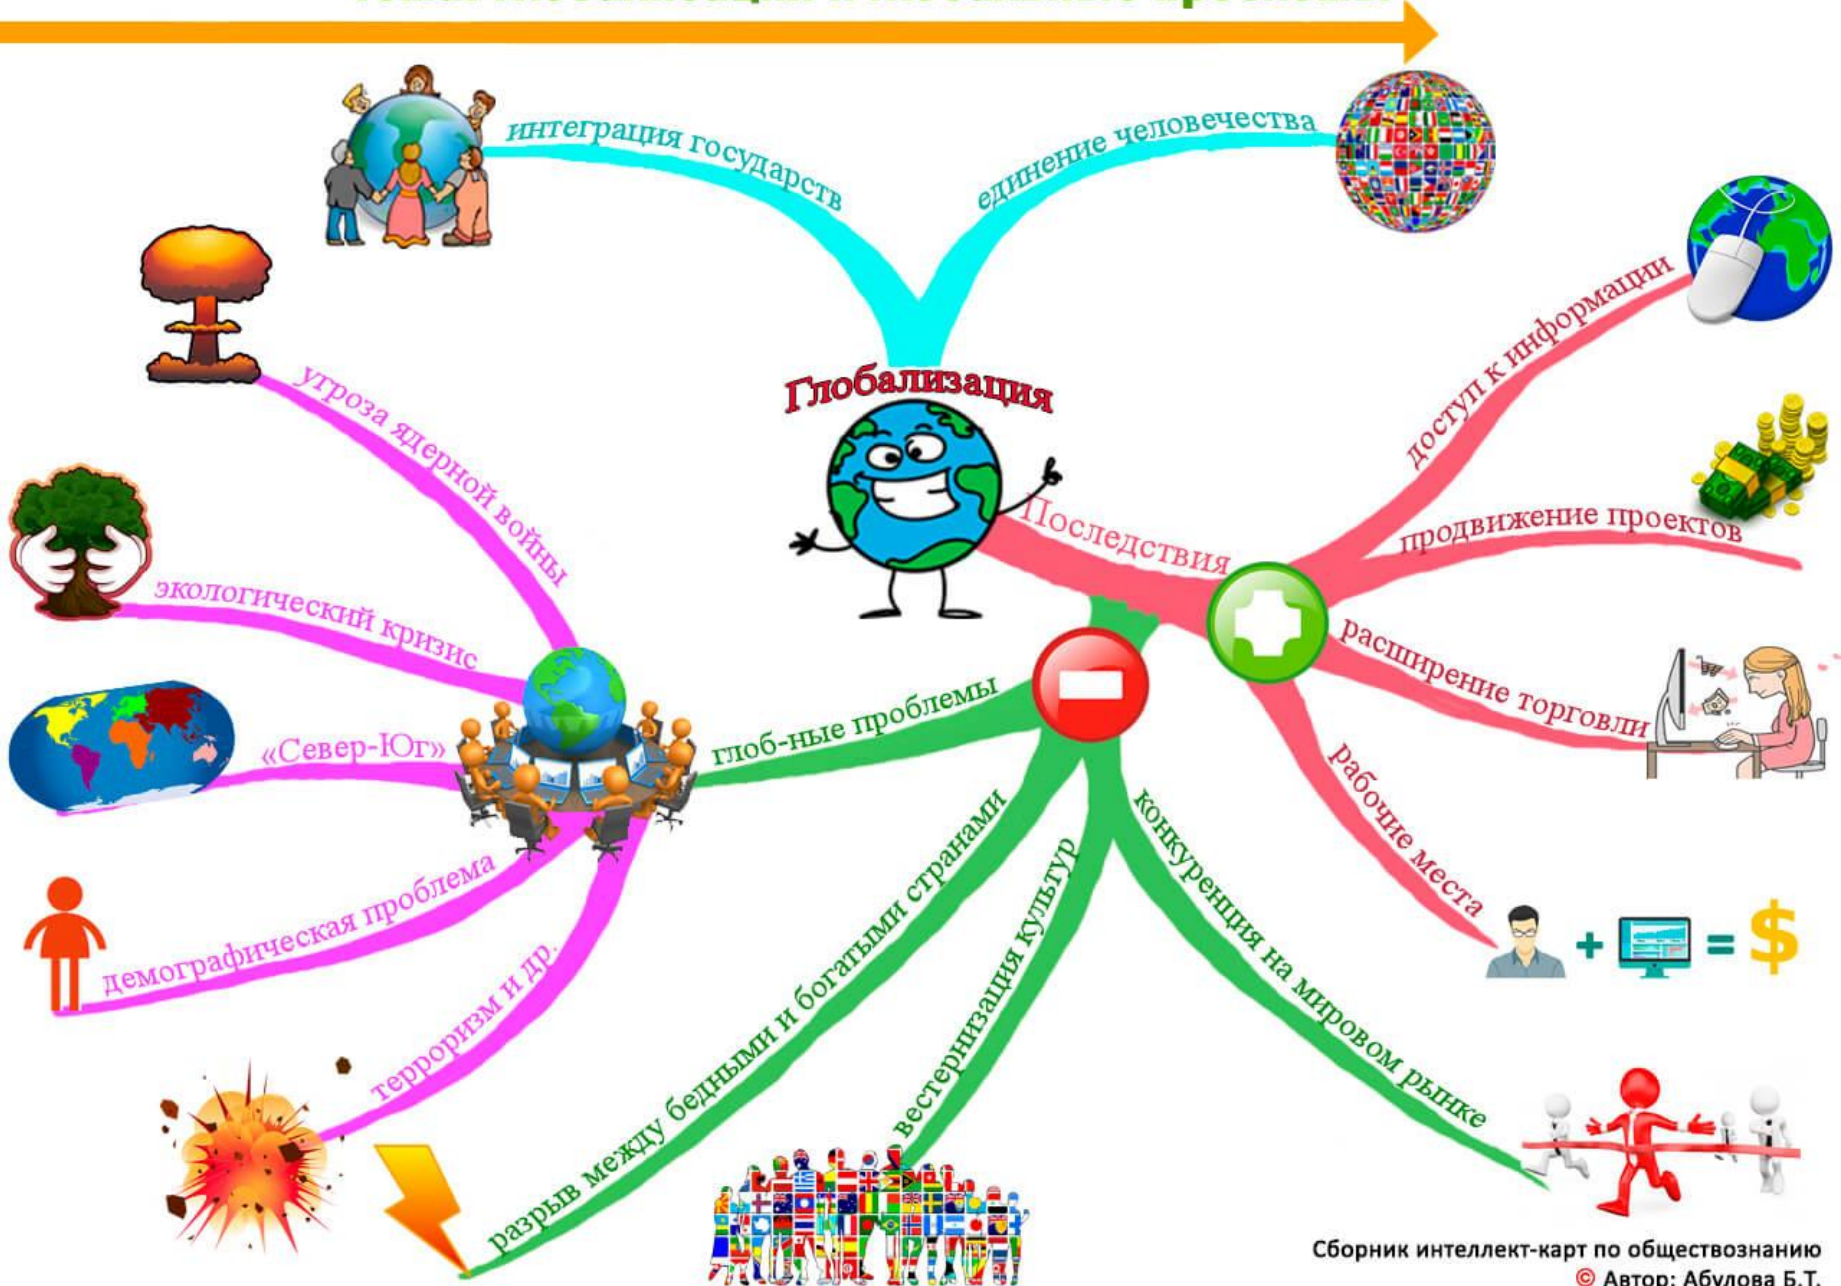 интеграция государств
единение человечества
Глобализация
Последствия
доступ к информации
продвижение проектов
расширение торговли
рабочие места
+ = $
глоб-ные проблемы
разрыв между бедными и богатыми странами
вестернизация культур
конкуренция на мировом рынке
угроза ядерной войны
экологический кризис
«Север-Юг»
демографическая проблема
терроризм и др.
Сборник интеллект-карт по обществознанию
© Автор: Абудова Б.Т.